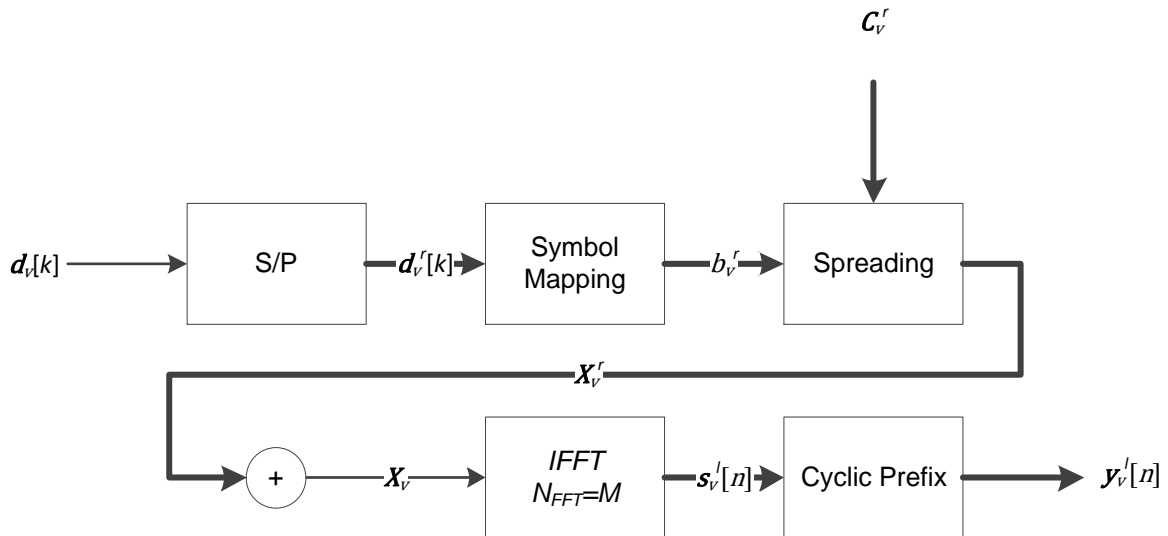 C_v^r
d_v[k]
S/P
d_v^r[k]
Symbol
Mapping
b_v^r
Spreading
X_v^r
+
X_v
IFFT
N_FFT=M
s_v^l[n]
Cyclic Prefix
y_v^l[n]